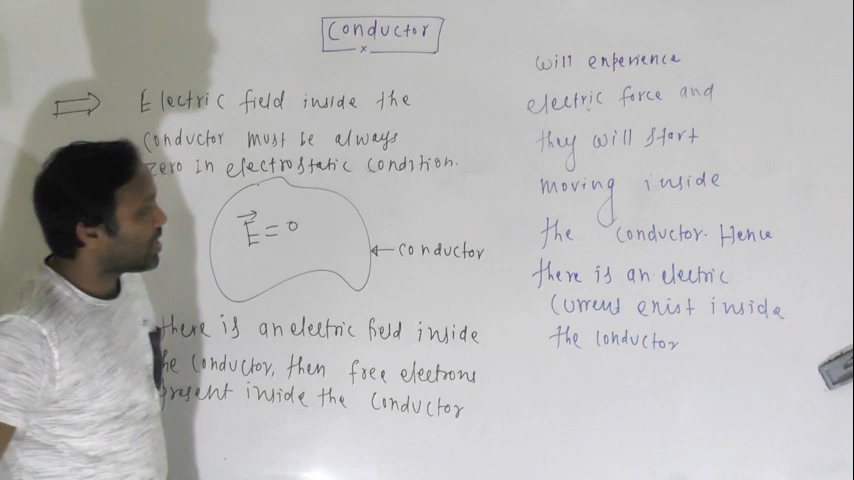 Conductor
x
⇒ Electric field inside the
conductor must be always
zero in electrostatic condition.
E⃗ = 0
← conductor
there is an electric field inside
the conductor, then free electrons
present inside the conductor
will experience
electric force and
they will start
moving inside
the conductor. Hence
there is an electric
current exist inside
the conductor